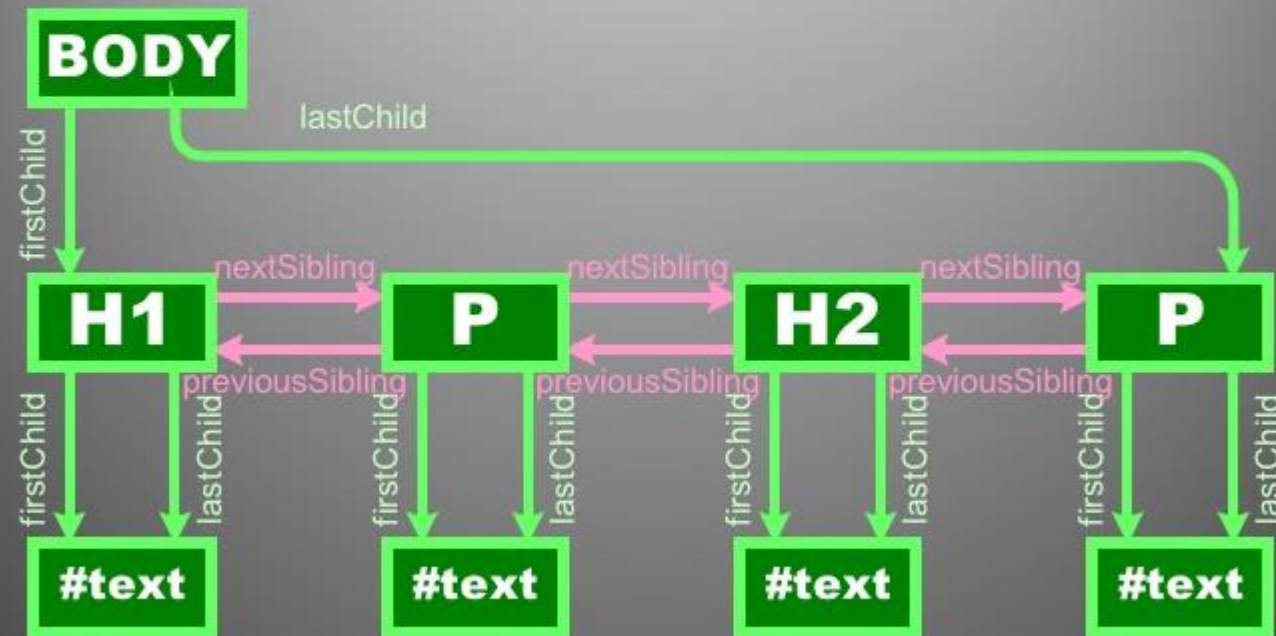 BODY
lastChild
firstChild
nextSibling nextSibling nextSibling
H1 P H2 P
previousSibling previousSibling previousSibling
firstChild lastChild firstChild lastChild firstChild lastChild firstChild lastChild
#text #text #text #text